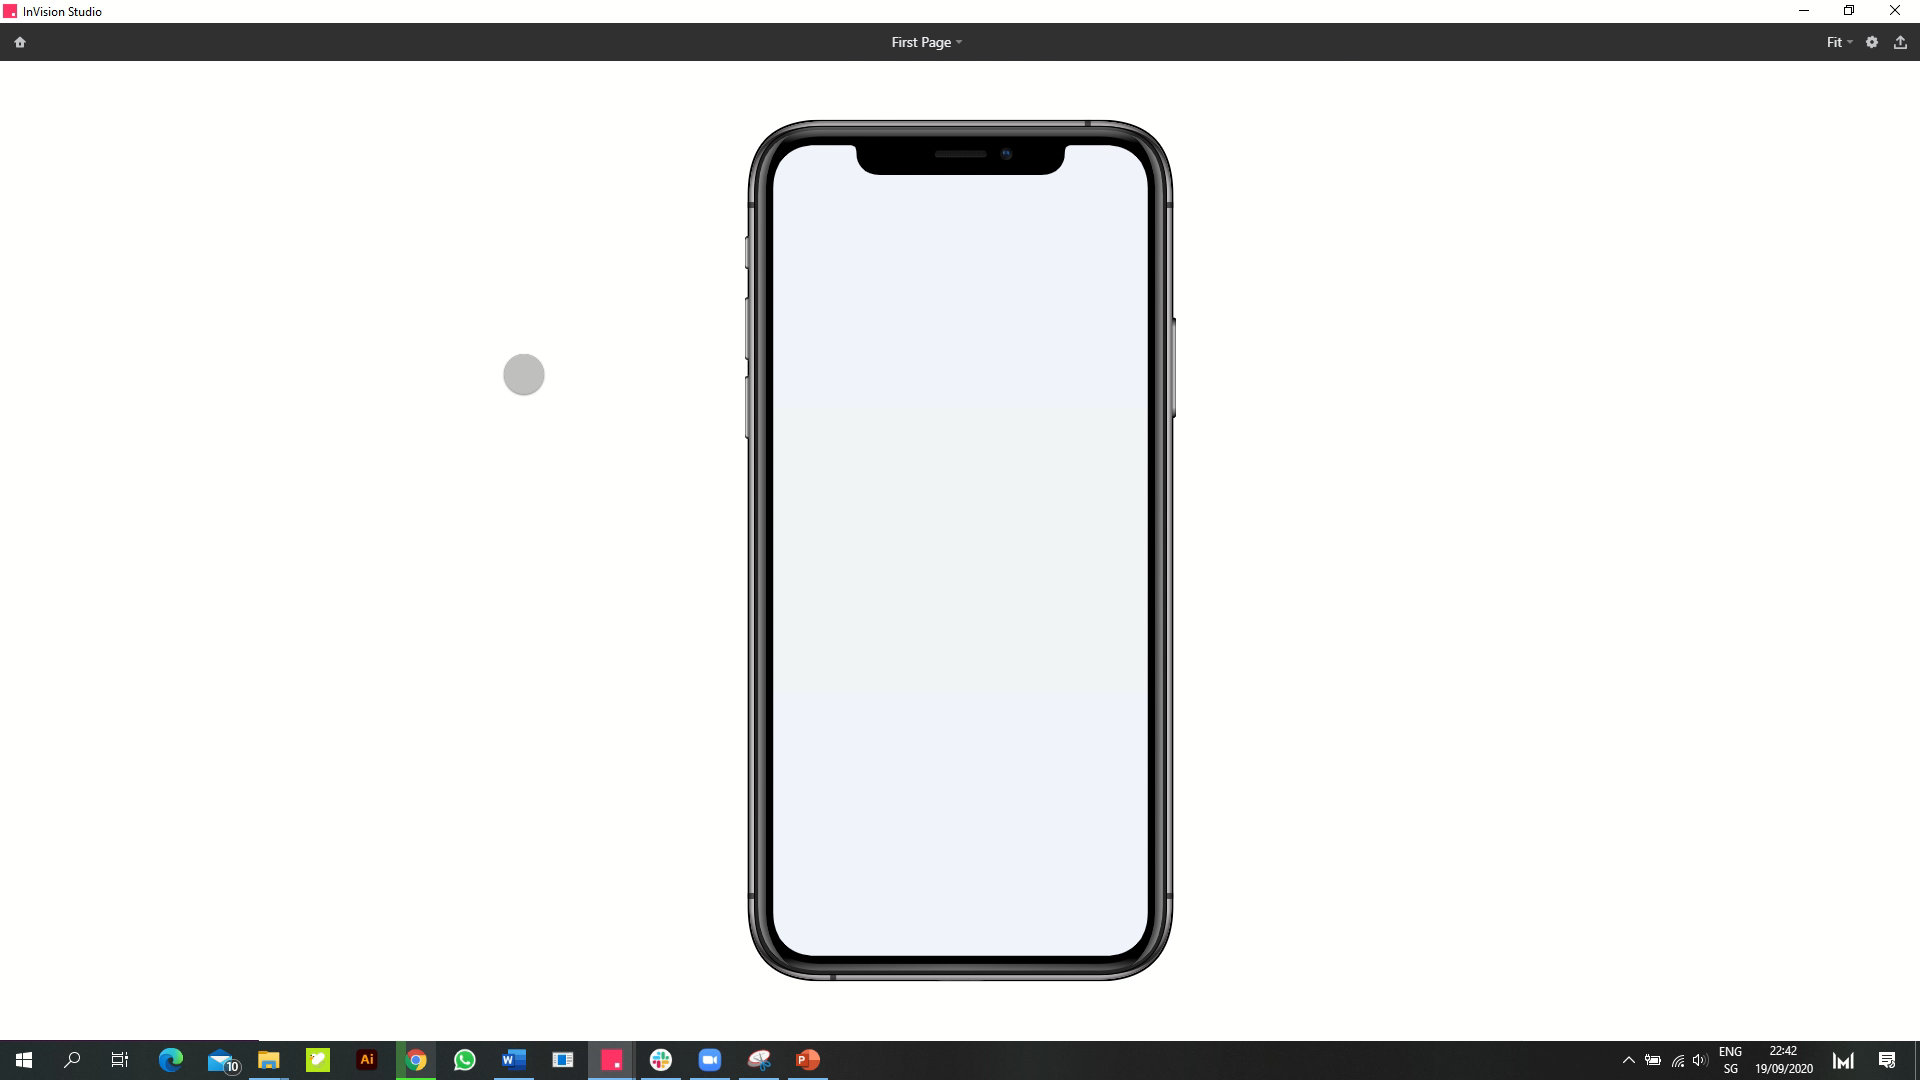 InVision Studio
First Page
Fit
10
Ai
W
P
ENG
SG
22:42
19/09/2020